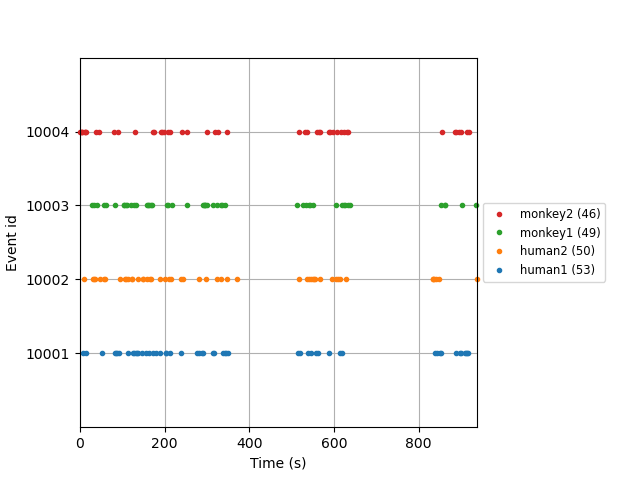 10004
10003
10002
10001
Event id
0 200 400 600 800
Time (s)
monkey2 (46)
monkey1 (49)
human2 (50)
human1 (53)